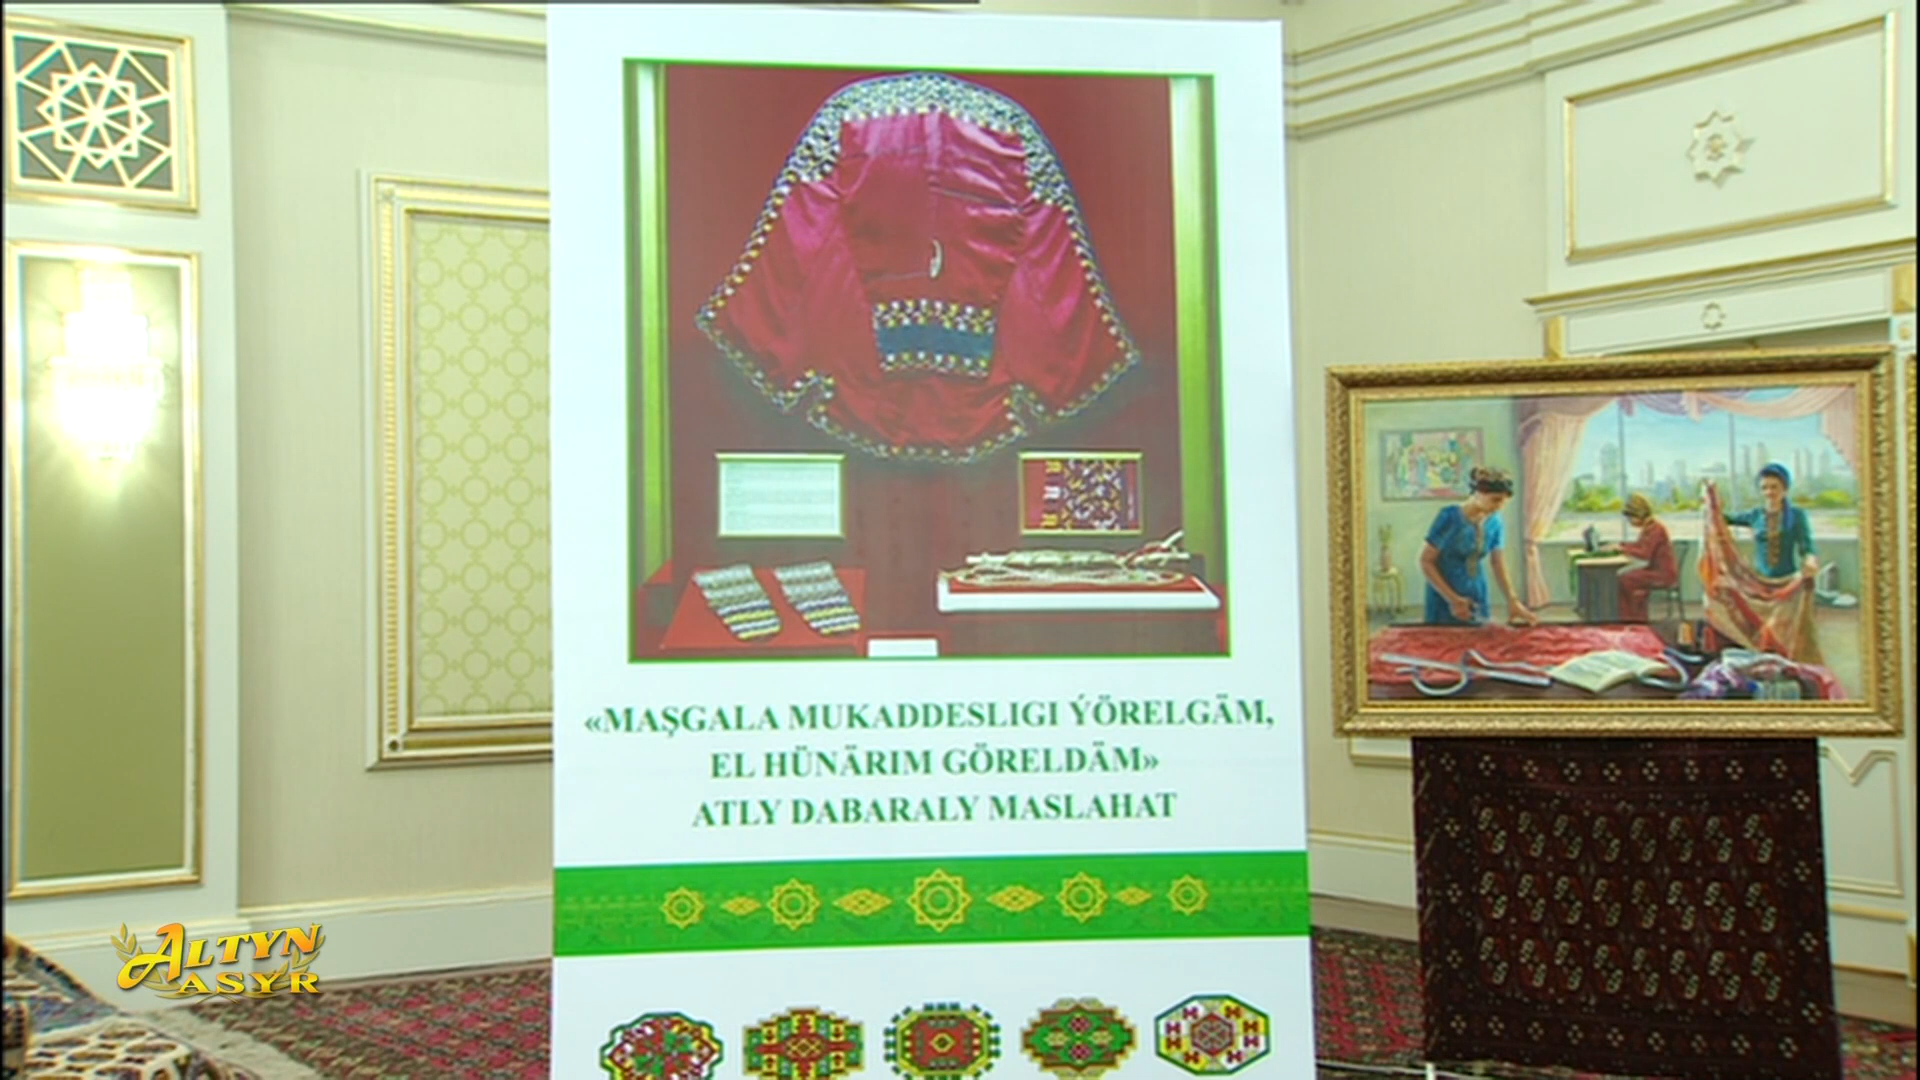 «MAŞGALA MUKADDESLIGI ÝÖRELGÄM,
EL HÜNÄRIM GÖRELDÄM»
ATLY DABARALY MASLAHAT
ALTYN
ASYR